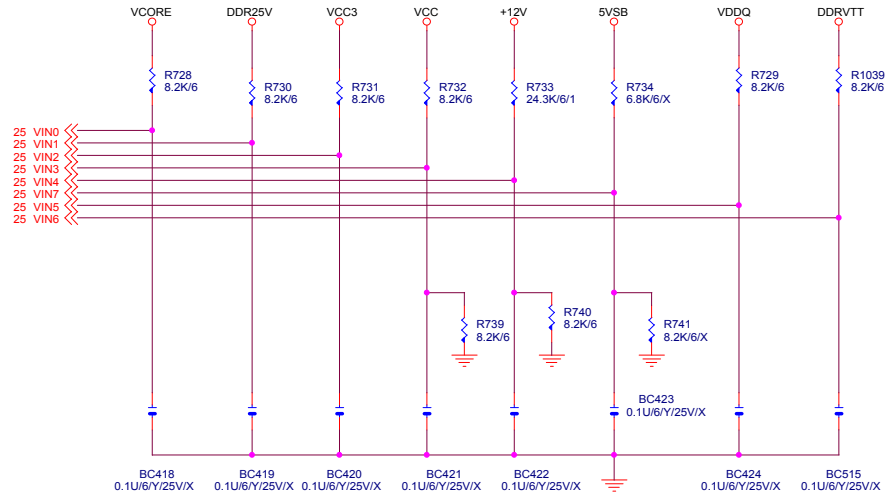 VCORE DDR25V VCC3 VCC +12V 5VSB VDDQ DDRVTT
R728
8.2K/6
R730
8.2K/6
R731
8.2K/6
R732
8.2K/6
R733
24.3K/6/1
R734
6.8K/6/X
R729
8.2K/6
R1039
8.2K/6
25 VIN0
25 VIN1
25 VIN2
25 VIN3
25 VIN4
25 VIN7
25 VIN5
25 VIN6
R739
8.2K/6
R740
8.2K/6
R741
8.2K/6/X
BC423
0.1U/6/Y/25V/X
BC418
0.1U/6/Y/25V/X
BC419
0.1U/6/Y/25V/X
BC420
0.1U/6/Y/25V/X
BC421
0.1U/6/Y/25V/X
BC422
0.1U/6/Y/25V/X
BC424
0.1U/6/Y/25V/X
BC515
0.1U/6/Y/25V/X